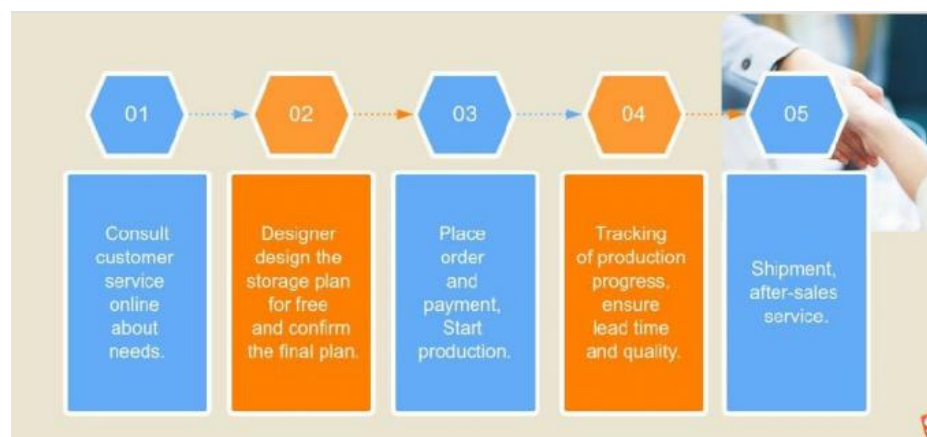 01
02
03
04
05
Consult
customer
service
online
about
needs.
Designer
design the
storage plan
for free
and confirm
the final plan.
Place
order
and
payment,
Start
production.
Tracking
of production
progress,
ensure
lead time
and quality.
Shipment,
after-sales
service.